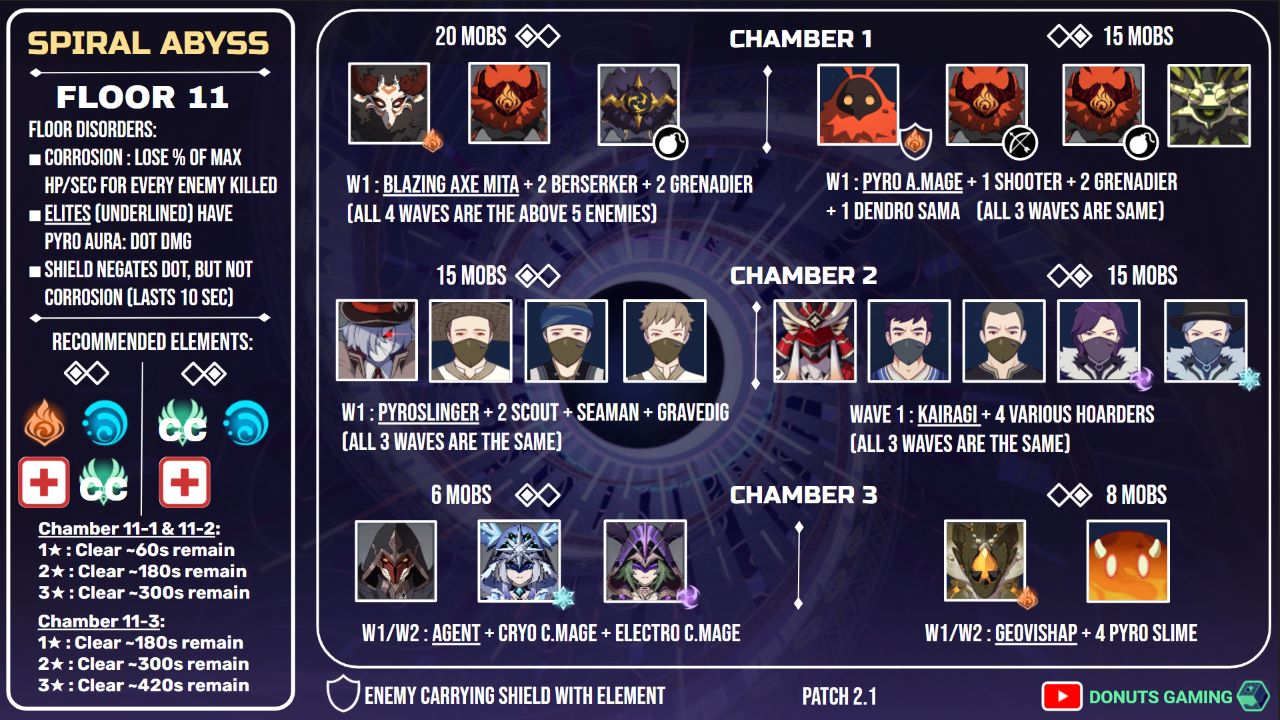 SPIRAL ABYSS
FLOOR 11
FLOOR DISORDERS:
■ CORROSION : LOSE % OF MAX
HP/SEC FOR EVERY ENEMY KILLED
■ ELITES (UNDERLINED) HAVE
PYRO AURA: DOT DMG
■ SHIELD NEGATES DOT, BUT NOT
CORROSION (LASTS 10 SEC)
RECOMMENDED ELEMENTS:
CC
CC
Chamber 11-1 & 11-2:
1★ : Clear ~60s remain
2★ : Clear ~180s remain
3★ : Clear ~300s remain
Chamber 11-3:
1★ : Clear ~180s remain
2★ : Clear ~300s remain
3★ : Clear ~420s remain
20 MOBS
CHAMBER 1
15 MOBS
W1 : BLAZING AXE MITA + 2 BERSERKER + 2 GRENADIER
(ALL 4 WAVES ARE THE ABOVE 5 ENEMIES)
W1 : PYRO A.MAGE + 1 SHOOTER + 2 GRENADIER
+ 1 DENDRO SAMA (ALL 3 WAVES ARE SAME)
15 MOBS
CHAMBER 2
15 MOBS
W1 : PYROSLINGER + 2 SCOUT + SEAMAN + GRAVEDIG
(ALL 3 WAVES ARE THE SAME)
WAVE 1 : KAIRAGI + 4 VARIOUS HOARDERS
(ALL 3 WAVES ARE THE SAME)
6 MOBS
CHAMBER 3
8 MOBS
W1/W2 : AGENT + CRYO C.MAGE + ELECTRO C.MAGE
W1/W2 : GEOVISHAP + 4 PYRO SLIME
ENEMY CARRYING SHIELD WITH ELEMENT
PATCH 2.1
DONUTS GAMING